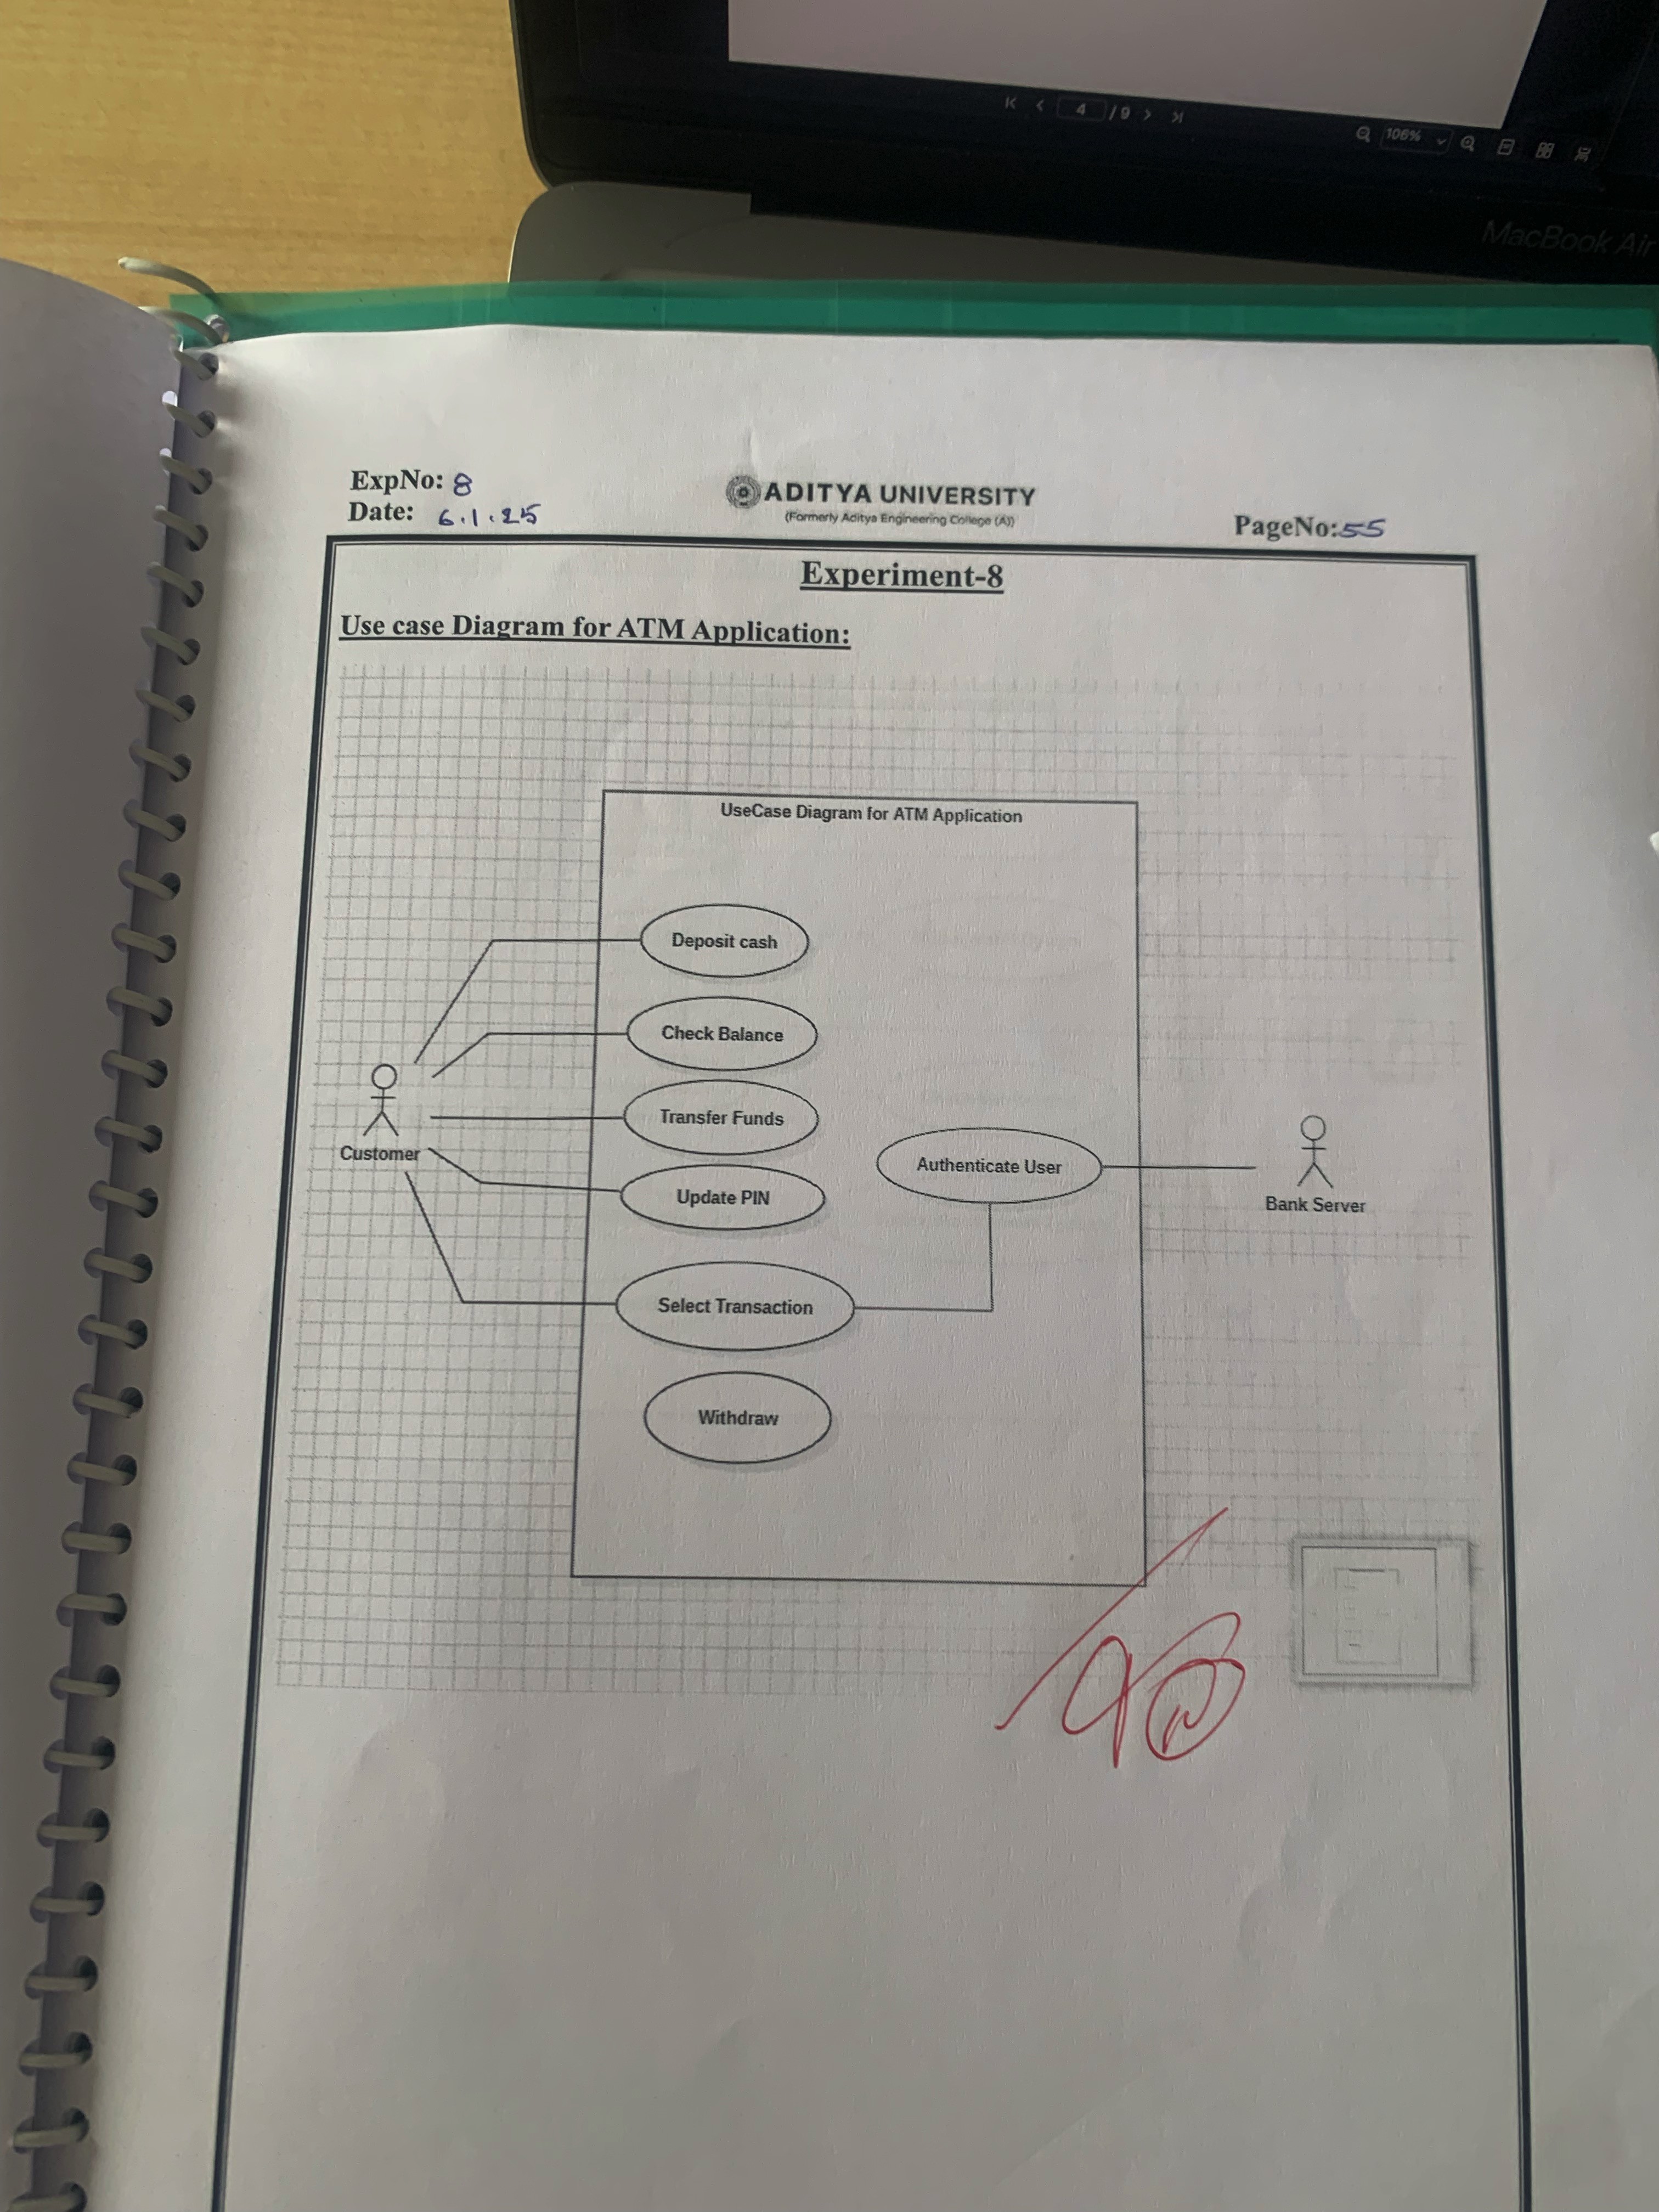 4 / 9
106%
MacBook Air
ExpNo: 8
Date: 6.1.25
ADITYA UNIVERSITY
(Formerly Aditya Engineering College (A))
PageNo:55
Experiment-8
Use case Diagram for ATM Application:
UseCase Diagram for ATM Application
Deposit cash
Check Balance
Transfer Funds
Customer
Authenticate User
Update PIN
Bank Server
Select Transaction
Withdraw